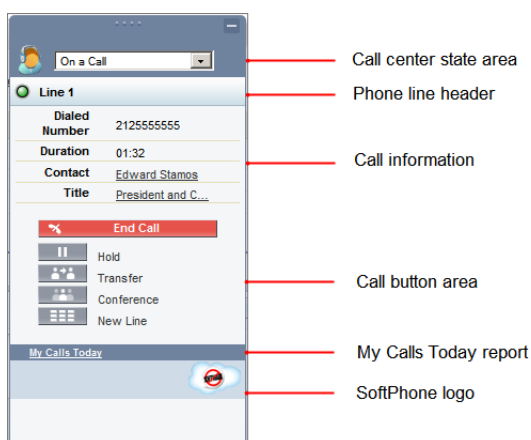 On a Call
Call center state area
Line 1
Phone line header
Dialed Number
2125555555
Duration
01:32
Call information
Contact
Edward Stamos
Title
President and C...
End Call
Hold
Transfer
Call button area
Conference
New Line
My Calls Today
My Calls Today report
SoftPhone logo